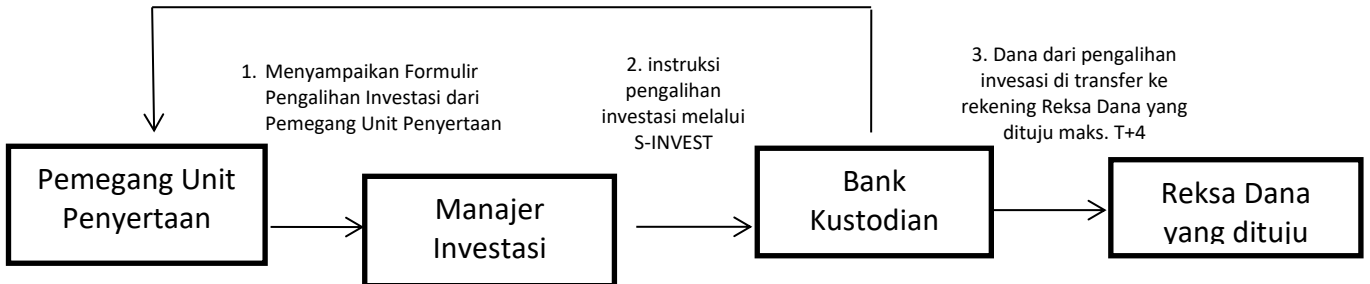 1. Menyampaikan Formulir
Pengalihan Investasi dari
Pemegang Unit Penyertaan
2. instruksi
pengalihan
investasi melalui
S-INVEST
3. Dana dari pengalihan
invesasi di transfer ke
rekening Reksa Dana yang
dituju maks. T+4
Pemegang Unit
Penyertaan
Manajer
Investasi
Bank
Kustodian
Reksa Dana
yang dituju